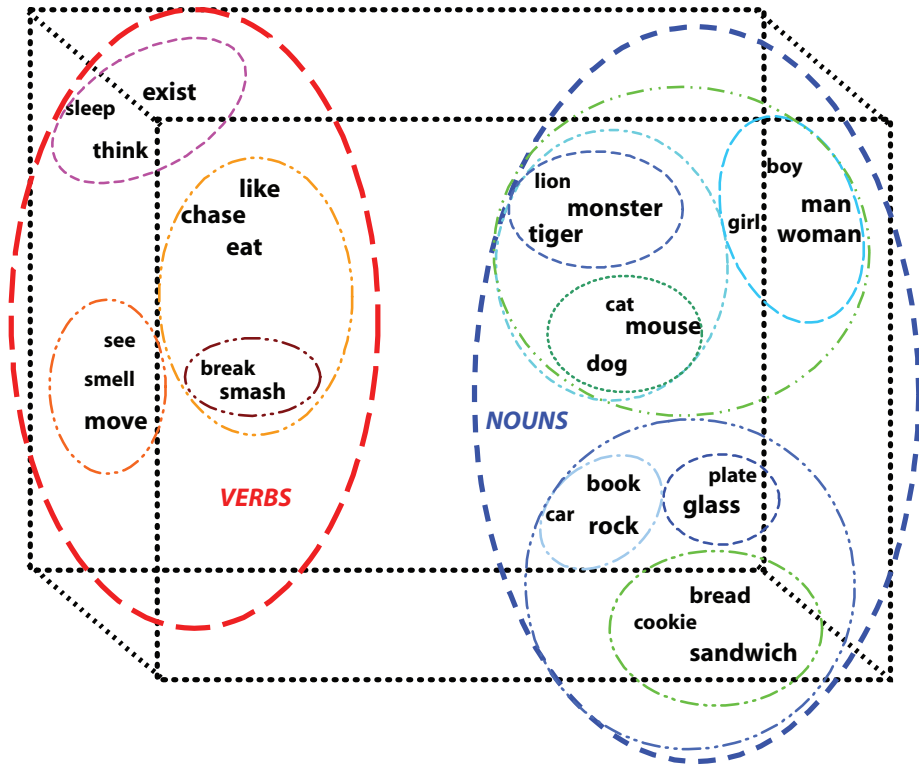 exist
sleep
think
like
chase
eat
see
smell
move
break
smash
VERBS
boy
lion
man
monster
girl
woman
tiger
cat
mouse
dog
NOUNS
plate
book
glass
car
rock
bread
cookie
sandwich